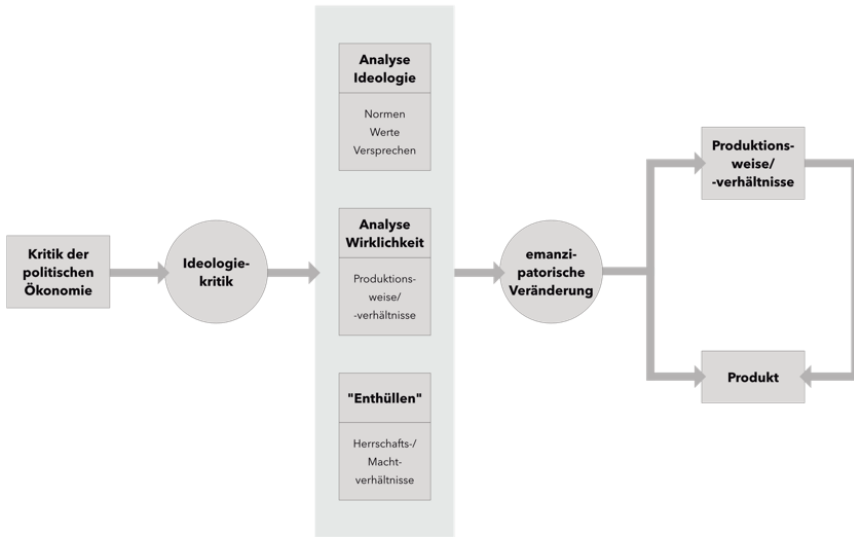 Kritik der
politischen
Ökonomie
Ideologie-
kritik
Analyse
Ideologie
Normen
Werte
Versprechen
Analyse
Wirklichkeit
Produktions-
weise/
-verhältnisse
"Enthüllen"
Herrschafts-/
Macht-
verhältnisse
emanzi-
patorische
Veränderung
Produktions-
weise/
-verhältnisse
Produkt